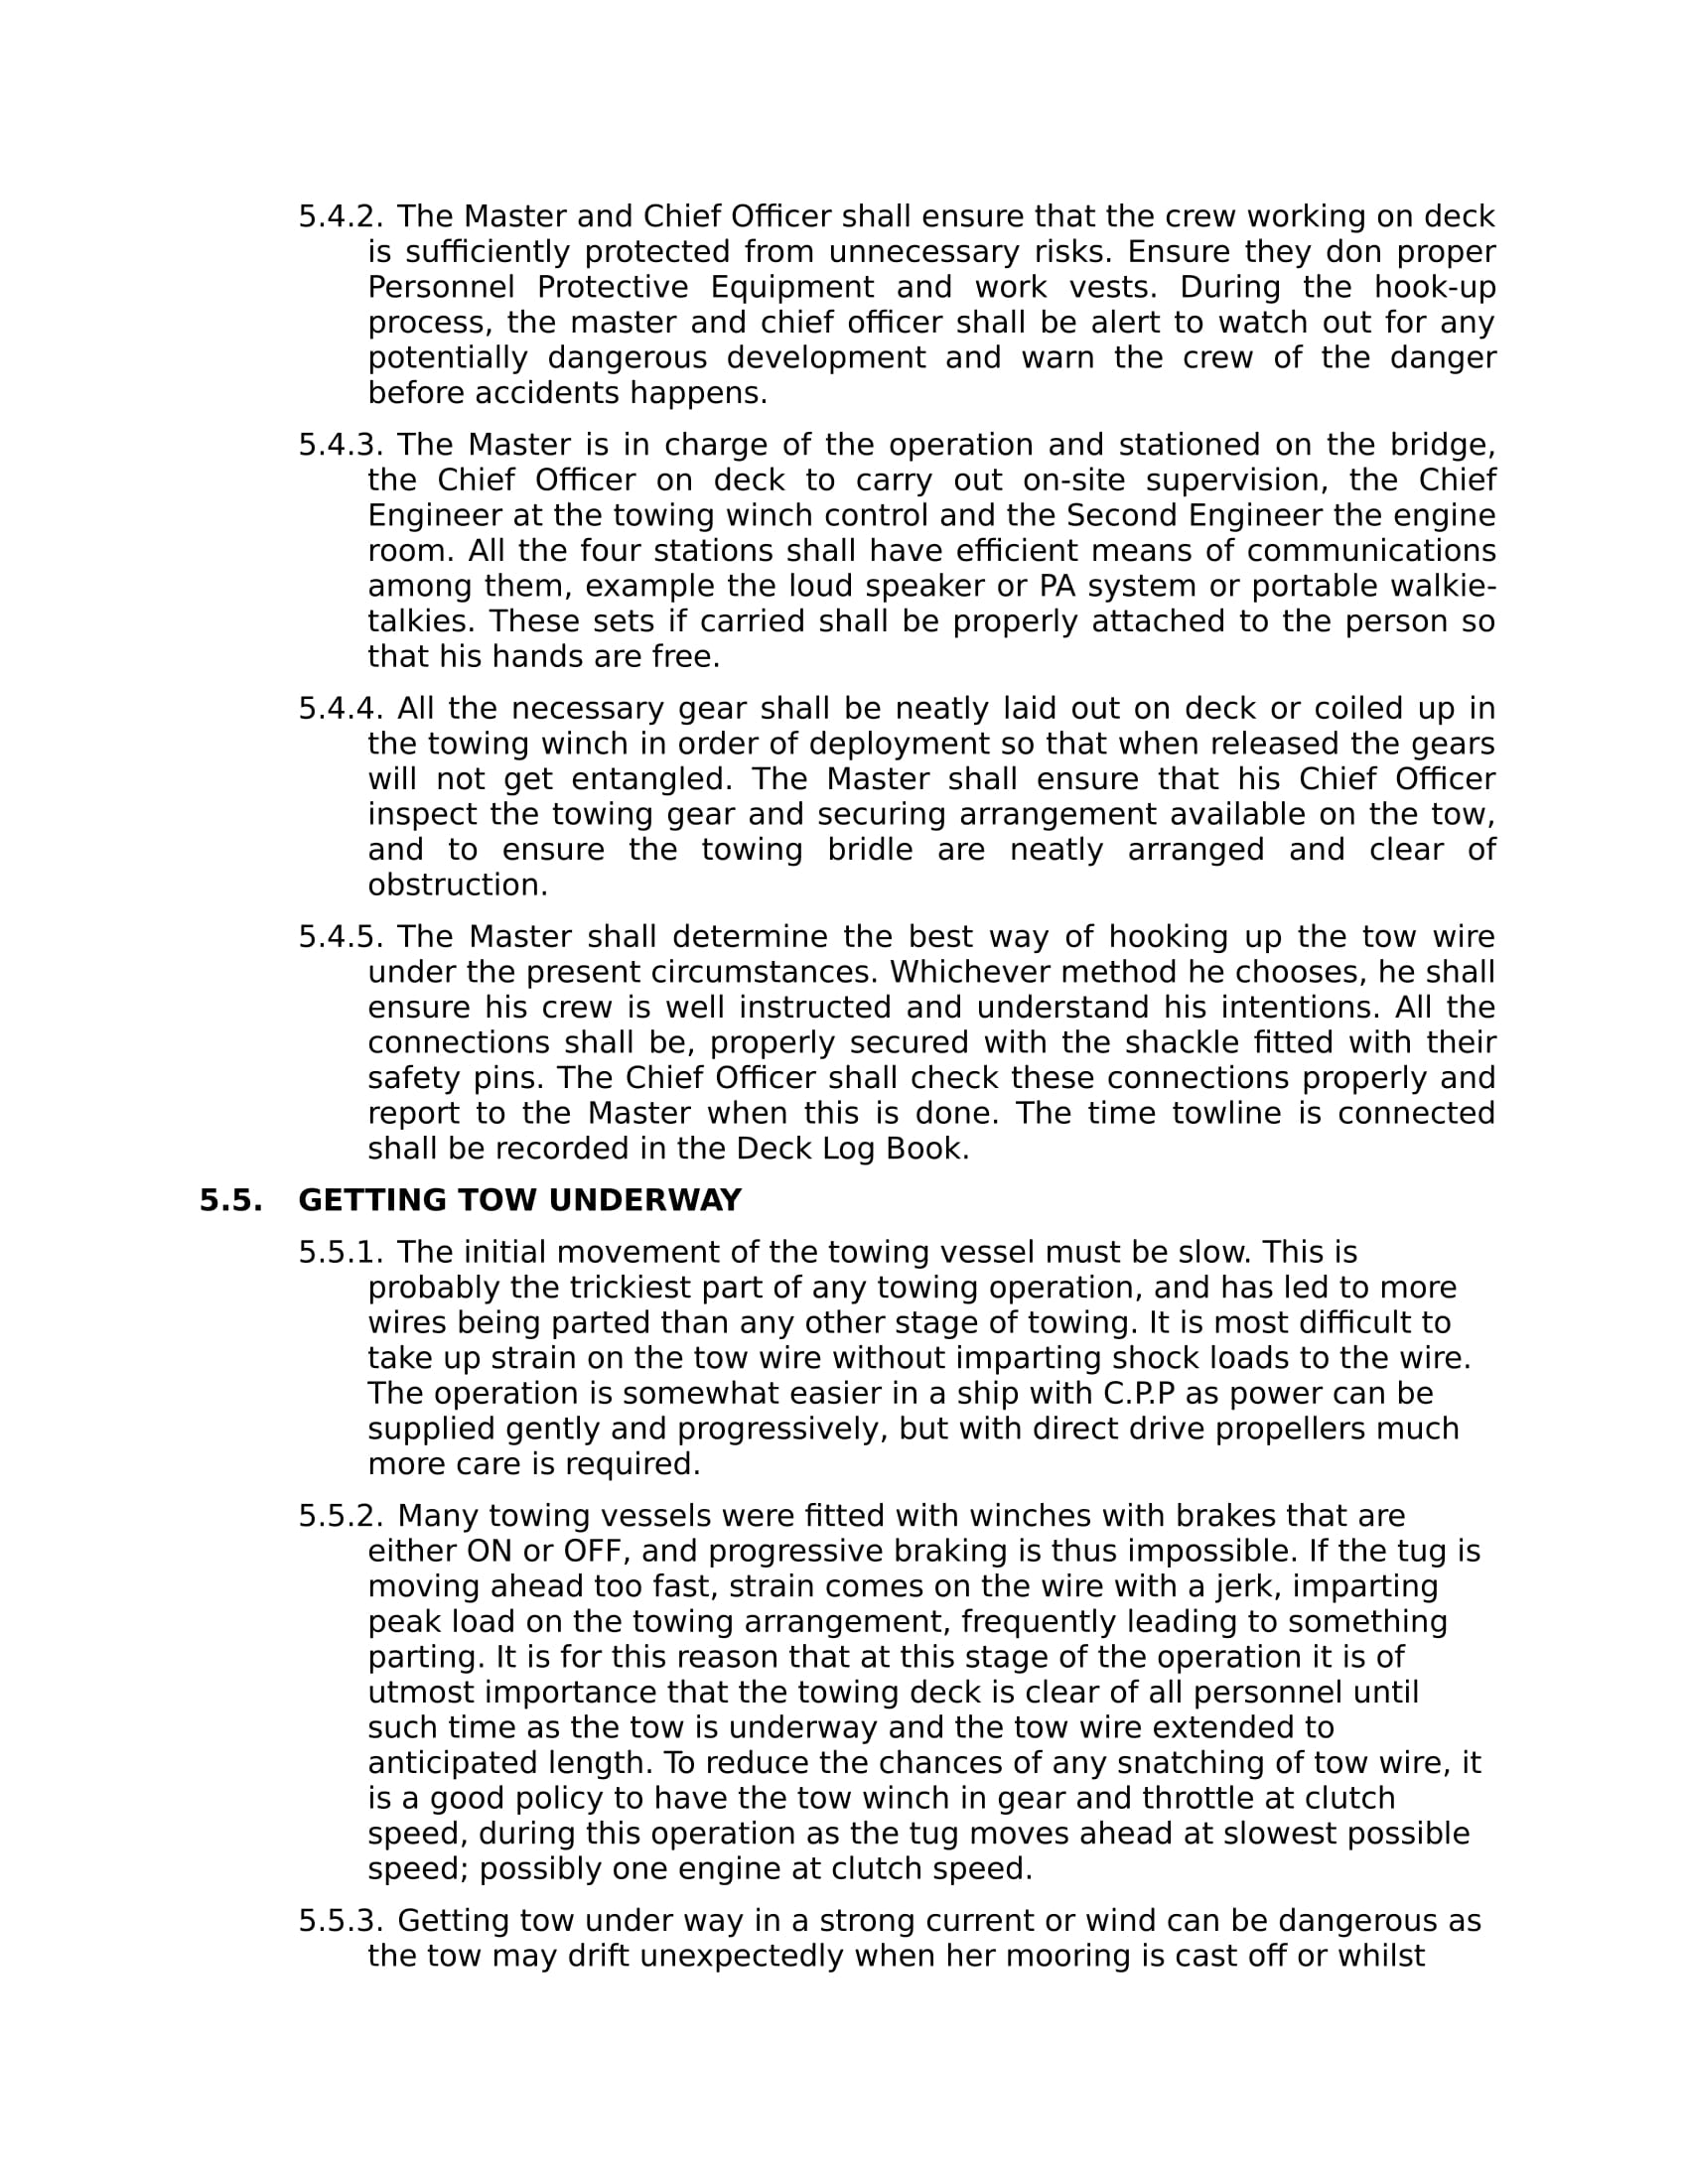 5.4.2. The Master and Chief Officer shall ensure that the crew working on deck
is sufficiently protected from unnecessary risks. Ensure they don proper
Personnel Protective Equipment and work vests. During the hook-up
process, the master and chief officer shall be alert to watch out for any
potentially dangerous development and warn the crew of the danger
before accidents happens.
5.4.3. The Master is in charge of the operation and stationed on the bridge,
the Chief Officer on deck to carry out on-site supervision, the Chief
Engineer at the towing winch control and the Second Engineer the engine
room. All the four stations shall have efficient means of communications
among them, example the loud speaker or PA system or portable walkie-
talkies. These sets if carried shall be properly attached to the person so
that his hands are free.
5.4.4. All the necessary gear shall be neatly laid out on deck or coiled up in
the towing winch in order of deployment so that when released the gears
will not get entangled. The Master shall ensure that his Chief Officer
inspect the towing gear and securing arrangement available on the tow,
and to ensure the towing bridle are neatly arranged and clear of
obstruction.
5.4.5. The Master shall determine the best way of hooking up the tow wire
under the present circumstances. Whichever method he chooses, he shall
ensure his crew is well instructed and understand his intentions. All the
connections shall be, properly secured with the shackle fitted with their
safety pins. The Chief Officer shall check these connections properly and
report to the Master when this is done. The time towline is connected
shall be recorded in the Deck Log Book.
5.5. GETTING TOW UNDERWAY
5.5.1. The initial movement of the towing vessel must be slow. This is
probably the trickiest part of any towing operation, and has led to more
wires being parted than any other stage of towing. It is most difficult to
take up strain on the tow wire without imparting shock loads to the wire.
The operation is somewhat easier in a ship with C.P.P as power can be
supplied gently and progressively, but with direct drive propellers much
more care is required.
5.5.2. Many towing vessels were fitted with winches with brakes that are
either ON or OFF, and progressive braking is thus impossible. If the tug is
moving ahead too fast, strain comes on the wire with a jerk, imparting
peak load on the towing arrangement, frequently leading to something
parting. It is for this reason that at this stage of the operation it is of
utmost importance that the towing deck is clear of all personnel until
such time as the tow is underway and the tow wire extended to
anticipated length. To reduce the chances of any snatching of tow wire, it
is a good policy to have the tow winch in gear and throttle at clutch
speed, during this operation as the tug moves ahead at slowest possible
speed; possibly one engine at clutch speed.
5.5.3. Getting tow under way in a strong current or wind can be dangerous as
the tow may drift unexpectedly when her mooring is cast off or whilst